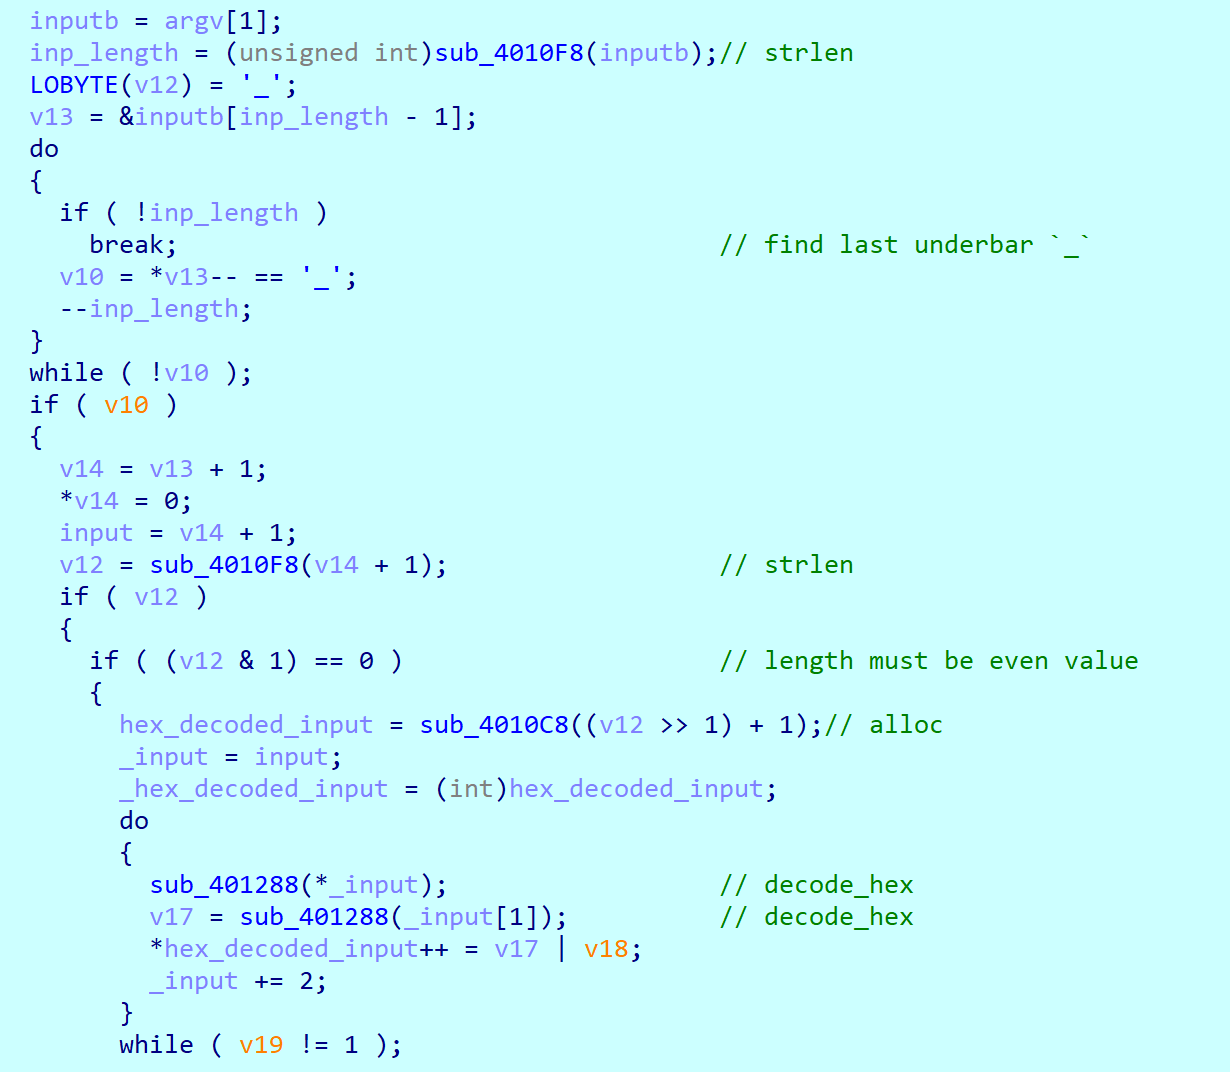 inputb = argv[1];
inp_length = (unsigned int)sub_4010F8(inputb);// strlen
LOBYTE(v12) = '_';
v13 = &inputb[inp_length - 1];
do
{
  if ( !inp_length )
    break;                                    // find last underbar `_`
  v10 = *v13-- == '_';
  --inp_length;
}
while ( !v10 );
if ( v10 )
{
  v14 = v13 + 1;
  *v14 = 0;
  input = v14 + 1;
  v12 = sub_4010F8(v14 + 1);                  // strlen
  if ( v12 )
  {
    if ( (v12 & 1) == 0 )                     // length must be even value
    {
      hex_decoded_input = sub_4010C8((v12 >> 1) + 1);// alloc
      _input = input;
      _hex_decoded_input = (int)hex_decoded_input;
      do
      {
        sub_401288(*_input);                  // decode_hex
        v17 = sub_401288(_input[1]);          // decode_hex
        *hex_decoded_input++ = v17 | v18;
        _input += 2;
      }
      while ( v19 != 1 );